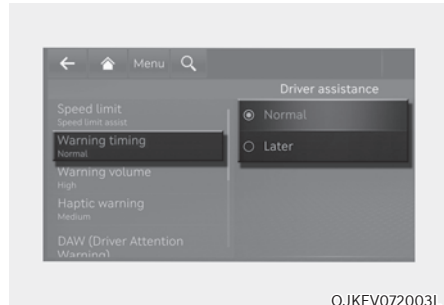 Menu
Driver assistance
Speed limit
Speed limit assist
Warning timing
Normal
Warning volume
High
Haptic warning
Medium
DAW (Driver Attention
Warning)
Normal
Later
OJKEV072003L